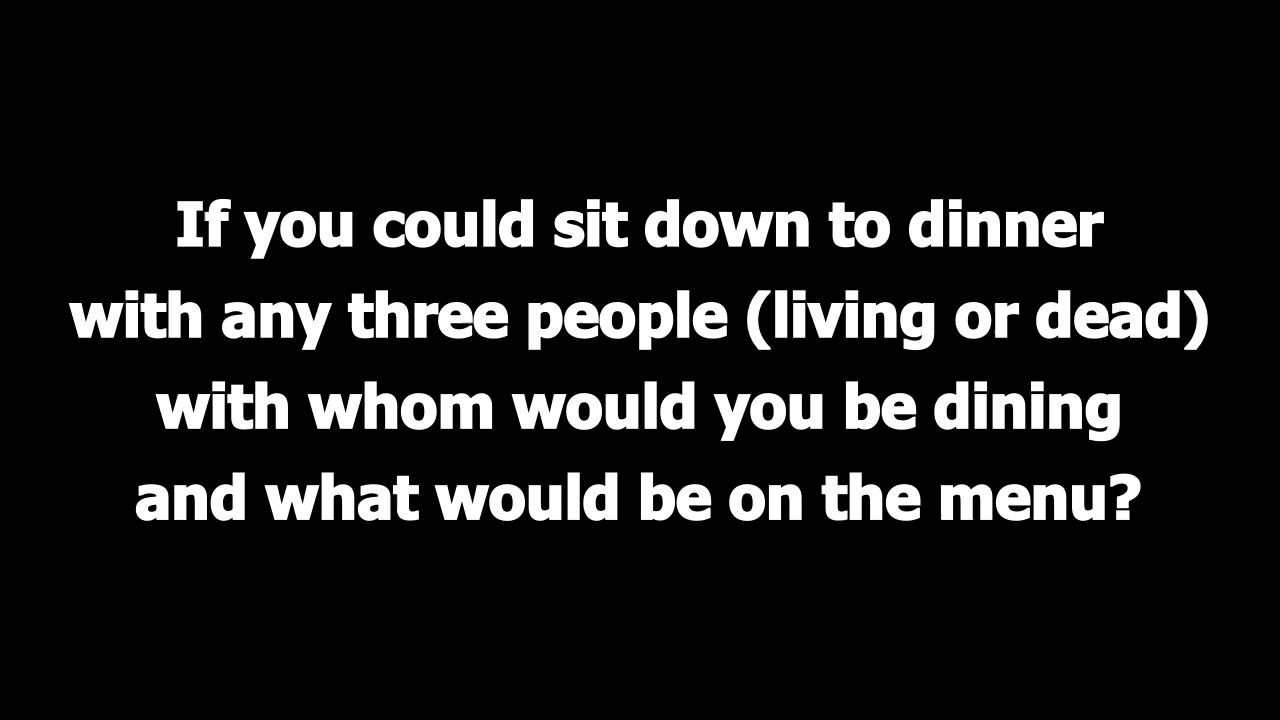 If you could sit down to dinner
with any three people (living or dead)
with whom would you be dining
and what would be on the menu?